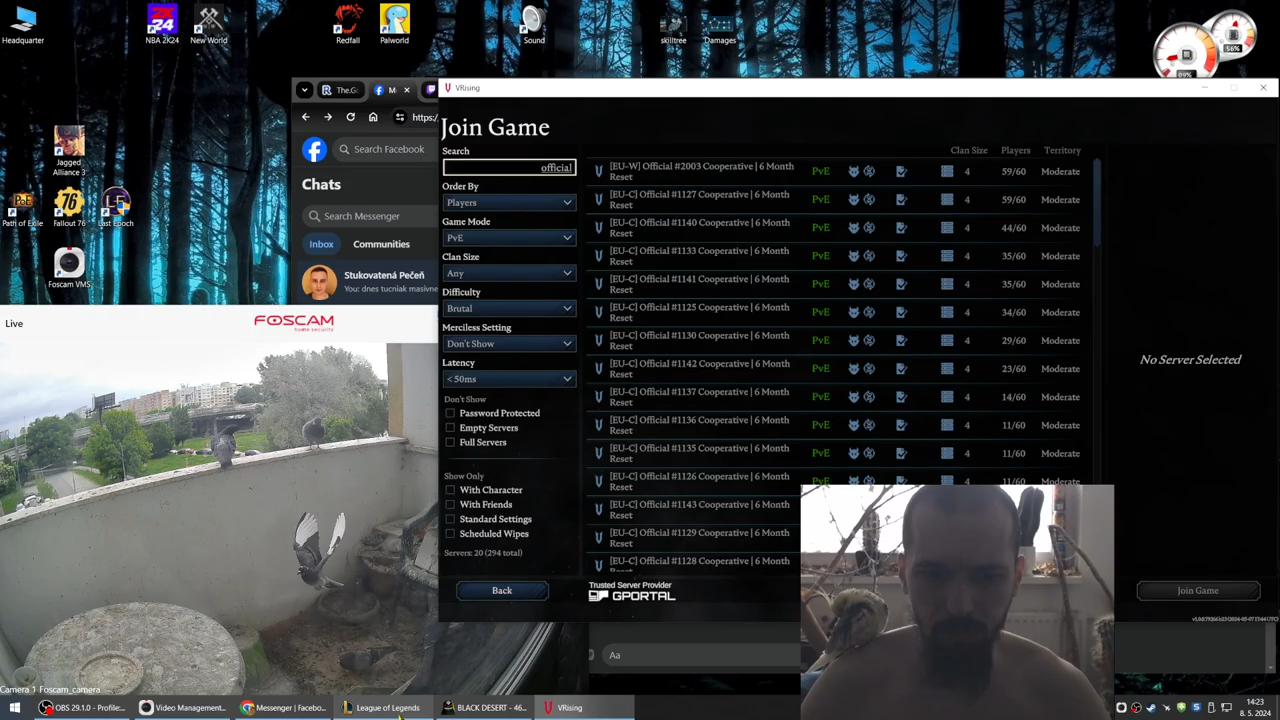 Headquarter
NBA 2K24
New World
Redfall
Palworld
Sound
skilltree
Damages
56%
09%
Jagged
Alliance 3
Path of Exile
Fallout 76
Last Epoch
Foscam VMS
The.G
M
https:/
Search Facebook
Chats
Search Messenger
Inbox
Communities
Stukovatená Pečeň
You: dnes tucniak masivne
VRising
Join Game
Search
official
Order By
Players
Game Mode
PvE
Clan Size
Any
Difficulty
Brutal
Merciless Setting
Don't Show
Latency
<50ms
Don't Show
Password Protected
Empty Servers
Full Servers
Show Only
With Character
With Friends
Standard Settings
Scheduled Wipes
Servers: 20 (294 total)
Back
Clan Size Players Territory
[EU-W] Official #2003 Cooperative | 6 Month
Reset
PvE 4 59/60 Moderate
[EU-C] Official #1127 Cooperative | 6 Month
Reset
PvE 4 59/60 Moderate
[EU-C] Official #1140 Cooperative | 6 Month
Reset
PvE 4 44/60 Moderate
[EU-C] Official #1133 Cooperative | 6 Month
Reset
PvE 4 35/60 Moderate
[EU-C] Official #1141 Cooperative | 6 Month
Reset
PvE 4 35/60 Moderate
[EU-C] Official #1125 Cooperative | 6 Month
Reset
PvE 4 34/60 Moderate
[EU-C] Official #1130 Cooperative | 6 Month
Reset
PvE 4 29/60 Moderate
[EU-C] Official #1142 Cooperative | 6 Month
Reset
PvE 4 23/60 Moderate
[EU-C] Official #1137 Cooperative | 6 Month
Reset
PvE 4 14/60 Moderate
[EU-C] Official #1136 Cooperative | 6 Month
Reset
PvE 4 11/60 Moderate
[EU-C] Official #1135 Cooperative | 6 Month
Reset
PvE 4 11/60 Moderate
[EU-C] Official #1126 Cooperative | 6 Month
Reset
PvE 4 11/60 Moderate
[EU-C] Official #1143 Cooperative | 6 Month
Reset
[EU-C] Official #1129 Cooperative | 6 Month
Reset
[EU-C] Official #1128 Cooperative | 6 Month
Reset
No Server Selected
Trusted Server Provider
GPORTAL
Join Game
Live
FOSCAM
home security
Camera 1 Foscam_camera
Aa
OBS 29.1.0 - Profile:...
Video Management...
Messenger | Facebo...
League of Legends
BLACK DESERT - 46...
VRising
14:23
8. 5. 2024